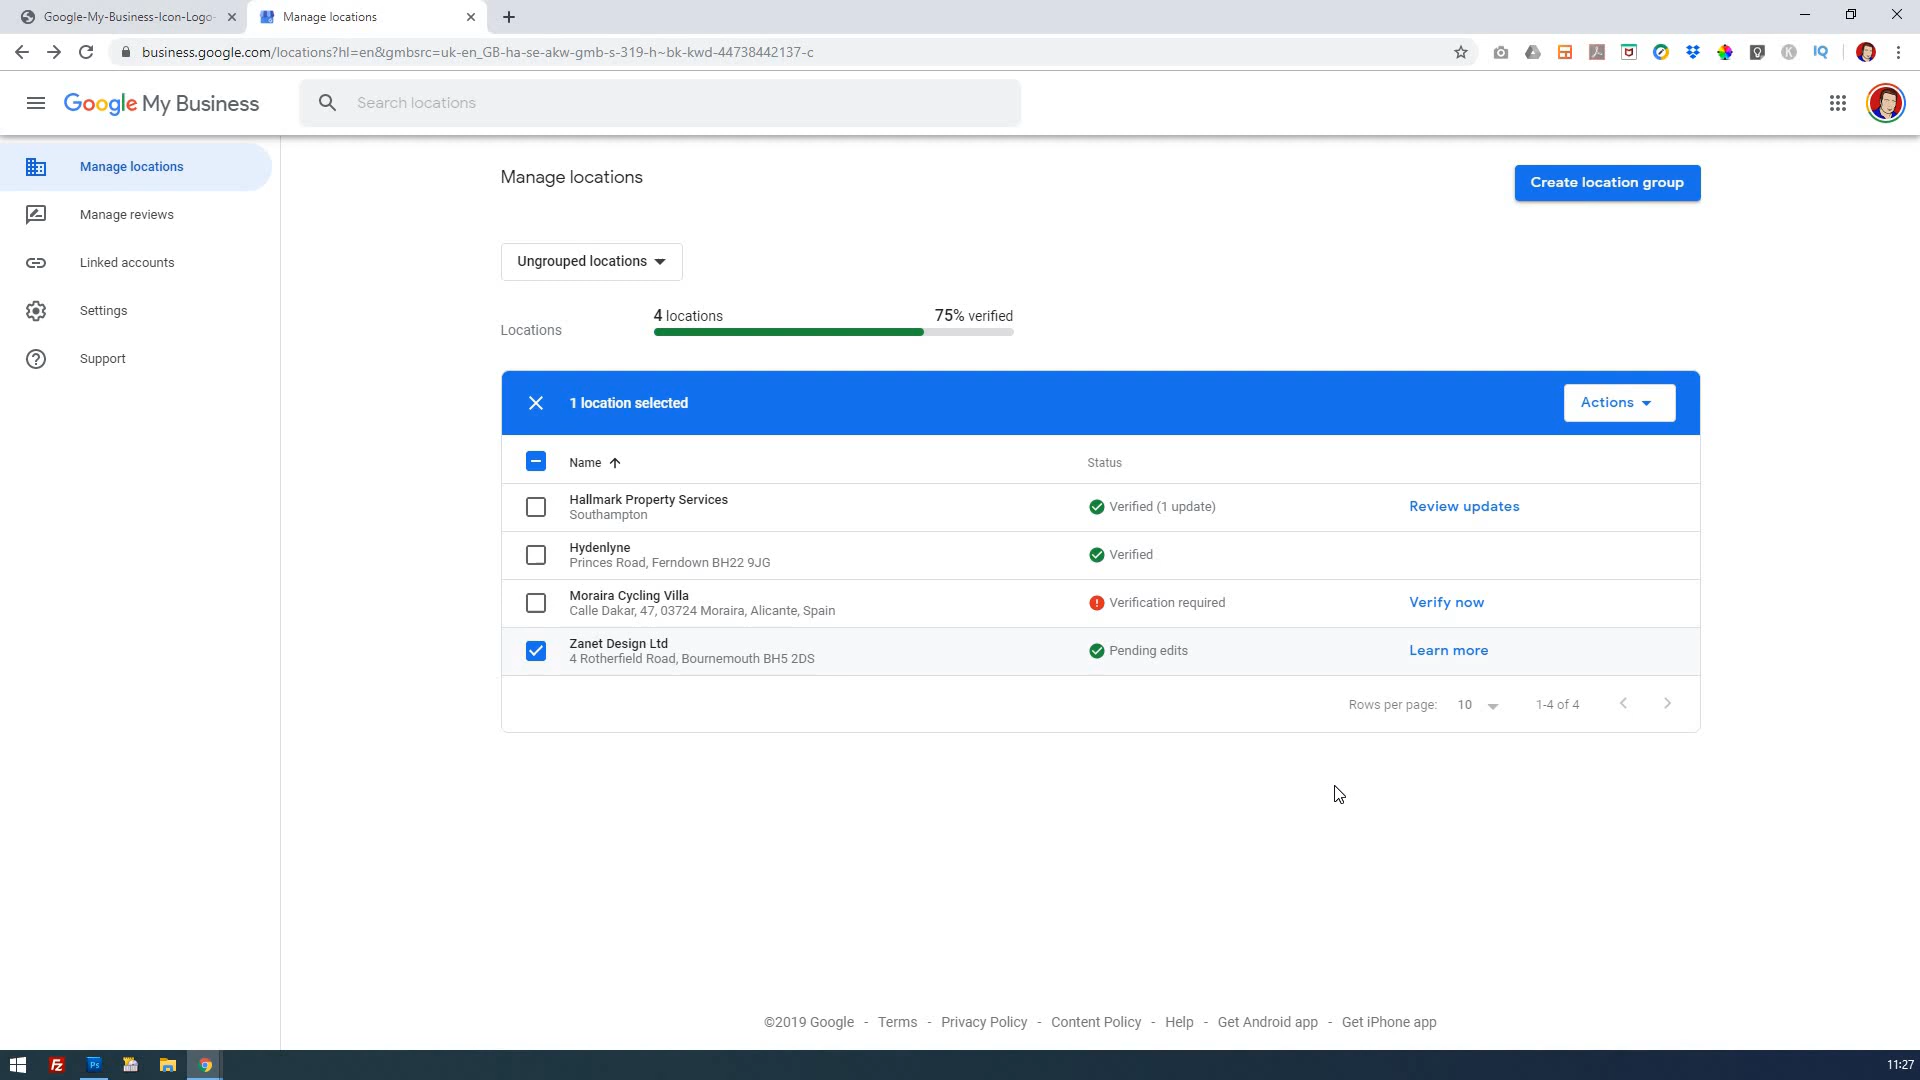 Google-My-Business-Icon-Logo-
Manage locations
business.google.com/locations?hl=en&gmbsrc=uk-en_GB-ha-se-akw-gmb-s-319-h~bk-kwd-44738442137-c
K
IQ
Google My Business
Search locations
Manage locations
Manage reviews
Linked accounts
Settings
Support
Manage locations
Create location group
Ungrouped locations
4 locations
75% verified
Locations
1 location selected
Actions
Name
Status
Hallmark Property Services
Southampton
Verified (1 update)
Review updates
Hydenlyne
Princes Road, Ferndown BH22 9JG
Verified
Moraira Cycling Villa
Calle Dakar, 47, 03724 Moraira, Alicante, Spain
Verification required
Verify now
Zanet Design Ltd
4 Rotherfield Road, Bournemouth BH5 2DS
Pending edits
Learn more
Rows per page: 10
1-4 of 4
©2019 Google - Terms - Privacy Policy - Content Policy - Help - Get Android app - Get iPhone app
Fz
Ps
11:27